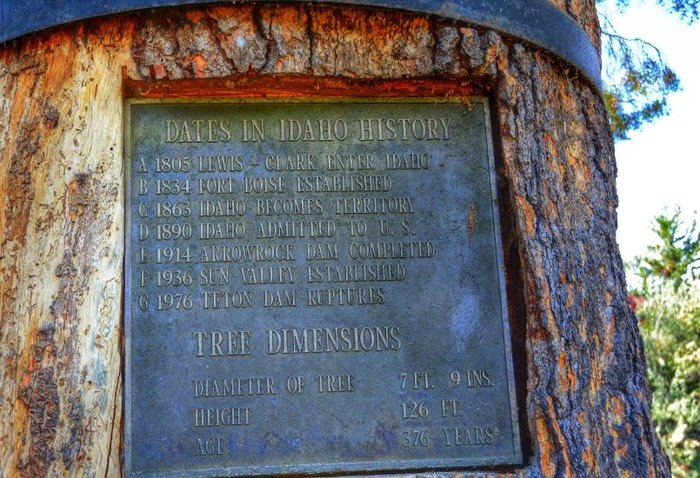 DATES IN IDAHO HISTORY
A 1805 LEWIS - CLARK ENTER IDAHO
B 1834 FORT BOISE ESTABLISHED
C 1863 IDAHO BECOMES TERRITORY
D 1890 IDAHO ADMITTED TO U. S.
E 1914 ARROWROCK DAM COMPLETED
F 1936 SUN VALLEY ESTABLISHED
G 1976 TETON DAM RUPTURES
TREE DIMENSIONS
DIAMETER OF TREE 7 FT. 9 INS.
HEIGHT 126 FT.
AGE 376 YEARS